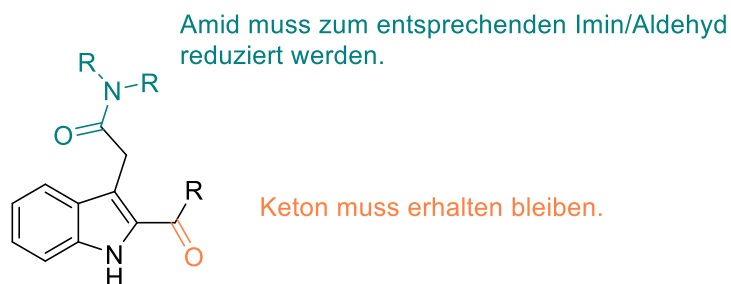 Amid muss zum entsprechenden Imin/Aldehyd
reduziert werden.
R
N
R
O
R
Keton muss erhalten bleiben.
N
H
O